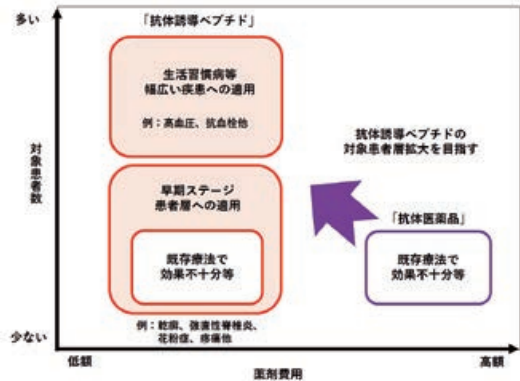 多い
「抗体誘導ペプチド」
生活習慣病等
幅広い疾患への適用
例：高血圧、抗血栓他
抗体誘導ペプチドの
対象患者層拡大を目指す
対象患者数
早期ステージ
患者層への適用
「抗体医薬品」
既存療法で
効果不十分等
既存療法で
効果不十分等
少ない
例：乾癬、強直性脊椎炎、
花粉症、疼痛他
低額
高額
薬剤費用